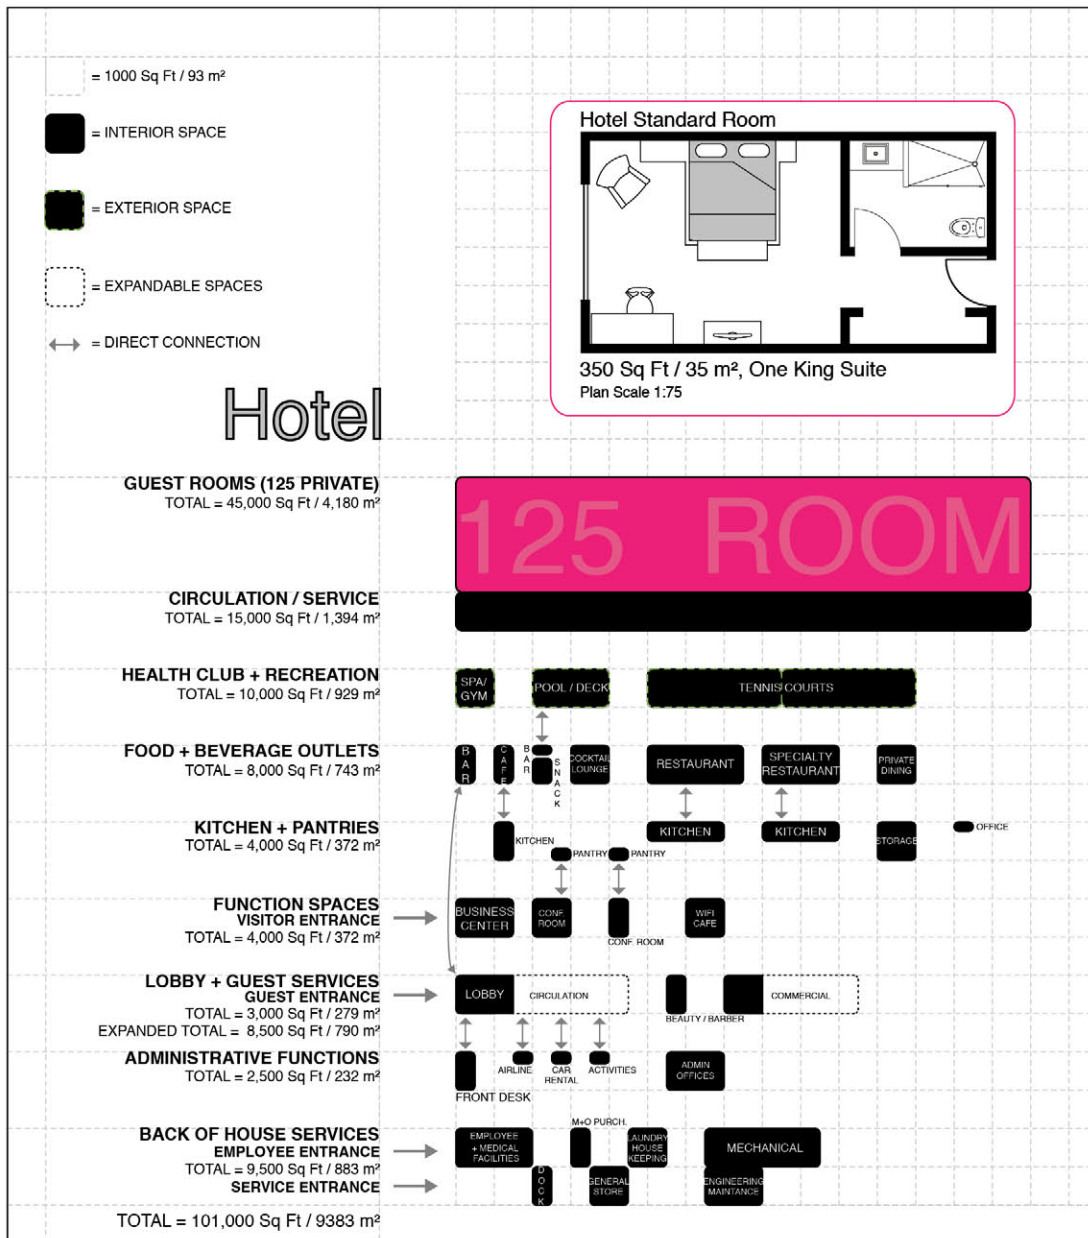 = 1000 Sq Ft / 93 m²
= INTERIOR SPACE
= EXTERIOR SPACE
= EXPANDABLE SPACES
= DIRECT CONNECTION
Hotel Standard Room
350 Sq Ft / 35 m², One King Suite
Plan Scale 1:75
Hotel
GUEST ROOMS (125 PRIVATE)
TOTAL = 45,000 Sq Ft / 4,180 m²
125 ROOM
CIRCULATION / SERVICE
TOTAL = 15,000 Sq Ft / 1,394 m²
HEALTH CLUB + RECREATION
TOTAL = 10,000 Sq Ft / 929 m²
SPA/
GYM
POOL / DECK
TENNIS COURTS
FOOD + BEVERAGE OUTLETS
TOTAL = 8,000 Sq Ft / 743 m²
BAR
CAFE
BAR
SNACK
COCKTAIL
LOUNGE
RESTAURANT
SPECIALTY
RESTAURANT
PRIVATE
DINING
KITCHEN + PANTRIES
TOTAL = 4,000 Sq Ft / 372 m²
KITCHEN
PANTRY
PANTRY
KITCHEN
KITCHEN
STORAGE
OFFICE
FUNCTION SPACES
VISITOR ENTRANCE
TOTAL = 4,000 Sq Ft / 372 m²
BUSINESS
CENTER
CONF.
ROOM
CONF. ROOM
WIFI
CAFE
LOBBY + GUEST SERVICES
GUEST ENTRANCE
TOTAL = 3,000 Sq Ft / 279 m²
EXPANDED TOTAL = 8,500 Sq Ft / 790 m²
LOBBY
CIRCULATION
BEAUTY / BARBER
COMMERCIAL
ADMINISTRATIVE FUNCTIONS
TOTAL = 2,500 Sq Ft / 232 m²
FRONT DESK
AIRLINE
CAR
RENTAL
ACTIVITIES
ADMIN
OFFICES
BACK OF HOUSE SERVICES
EMPLOYEE ENTRANCE
TOTAL = 9,500 Sq Ft / 883 m²
SERVICE ENTRANCE
EMPLOYEE
+ MEDICAL
FACILITIES
M+O PURCH.
LAUNDRY
HOUSE
KEEPING
MECHANICAL
DOCK
GENERAL
STORE
ENGINEERING
MAINTANCE
TOTAL = 101,000 Sq Ft / 9383 m²